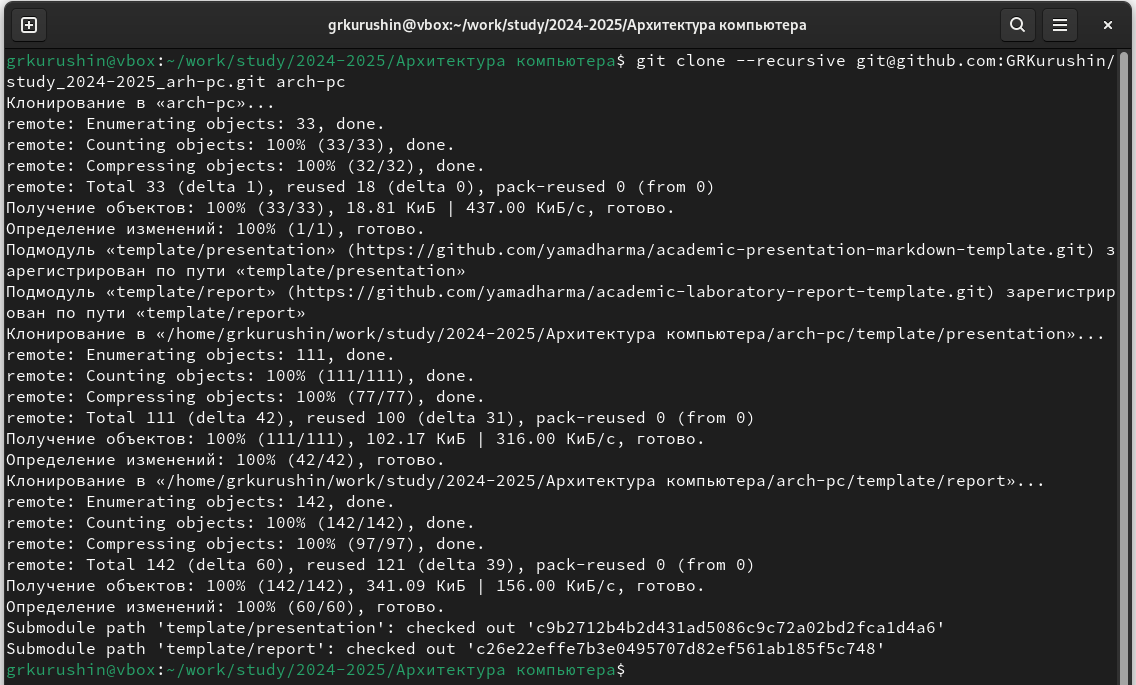 grkurushin@vbox:~/work/study/2024-2025/Архитектура компьютера
grkurushin@vbox:~/work/study/2024-2025/Архитектура компьютера$ git clone --recursive git@github.com:GRKurushin/
study_2024-2025_arh-pc.git arch-pc
Клонирование в «arch-pc»...
remote: Enumerating objects: 33, done.
remote: Counting objects: 100% (33/33), done.
remote: Compressing objects: 100% (32/32), done.
remote: Total 33 (delta 1), reused 18 (delta 0), pack-reused 0 (from 0)
Получение объектов: 100% (33/33), 18.81 КиБ | 437.00 КиБ/с, готово.
Определение изменений: 100% (1/1), готово.
Подмодуль «template/presentation» (https://github.com/yamadharma/academic-presentation-markdown-template.git) з
арегистрирован по пути «template/presentation»
Подмодуль «template/report» (https://github.com/yamadharma/academic-laboratory-report-template.git) зарегистрир
ован по пути «template/report»
Клонирование в «/home/grkurushin/work/study/2024-2025/Архитектура компьютера/arch-pc/template/presentation»...
remote: Enumerating objects: 111, done.
remote: Counting objects: 100% (111/111), done.
remote: Compressing objects: 100% (77/77), done.
remote: Total 111 (delta 42), reused 100 (delta 31), pack-reused 0 (from 0)
Получение объектов: 100% (111/111), 102.17 КиБ | 316.00 КиБ/с, готово.
Определение изменений: 100% (42/42), готово.
Клонирование в «/home/grkurushin/work/study/2024-2025/Архитектура компьютера/arch-pc/template/report»...
remote: Enumerating objects: 142, done.
remote: Counting objects: 100% (142/142), done.
remote: Compressing objects: 100% (97/97), done.
remote: Total 142 (delta 60), reused 121 (delta 39), pack-reused 0 (from 0)
Получение объектов: 100% (142/142), 341.09 КиБ | 156.00 КиБ/с, готово.
Определение изменений: 100% (60/60), готово.
Submodule path 'template/presentation': checked out 'c9b2712b4b2d431ad5086c9c72a02bd2fca1d4a6'
Submodule path 'template/report': checked out 'c26e22effe7b3e0495707d82ef561ab185f5c748'
grkurushin@vbox:~/work/study/2024-2025/Архитектура компьютера$